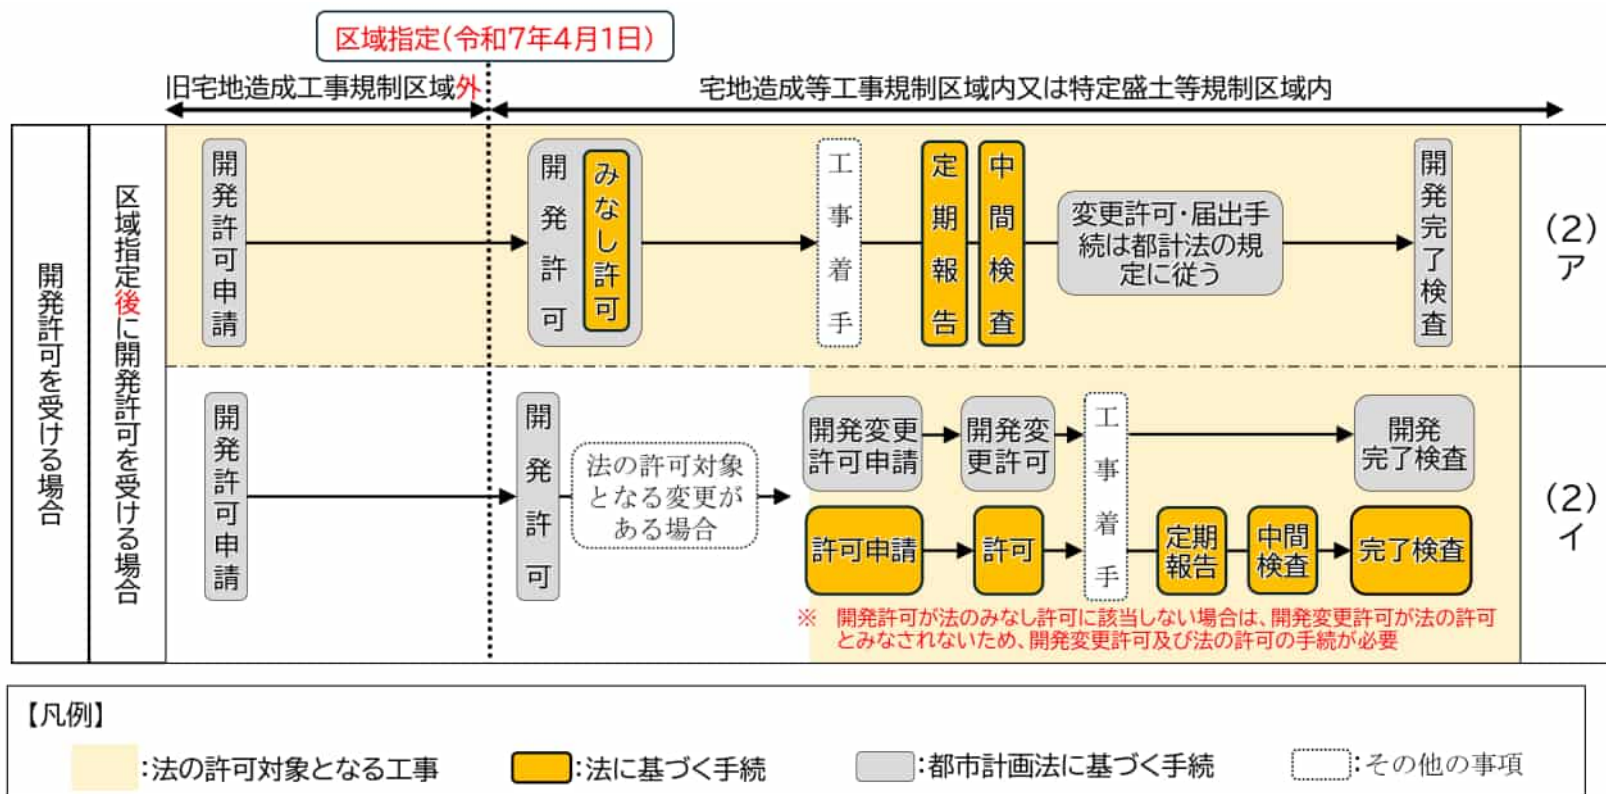 区域指定(令和7年4月1日)
旧宅地造成工事規制区域外
宅地造成等工事規制区域内又は特定盛土等規制区域内
開発許可を受ける場合
区域指定後に開発許可を受ける場合
開発許可申請
開発許可
みなし許可
工事着手
定期報告
中間検査
変更許可・届出手
続は都計法の規
定に従う
開発完了検査
(2)
ア
開発許可申請
開発許可
法の許可対象
となる変更が
ある場合
開発変更
許可申請
開発変
更許可
工事着手
開発
完了検査
許可申請
許可
定期
報告
中間
検査
完了検査
(2)
イ
※ 開発許可が法のみなし許可に該当しない場合は、開発変更許可が法の許可
とみなされないため、開発変更許可及び法の許可の手続が必要
【凡例】
:法の許可対象となる工事
:法に基づく手続
:都市計画法に基づく手続
:その他の事項